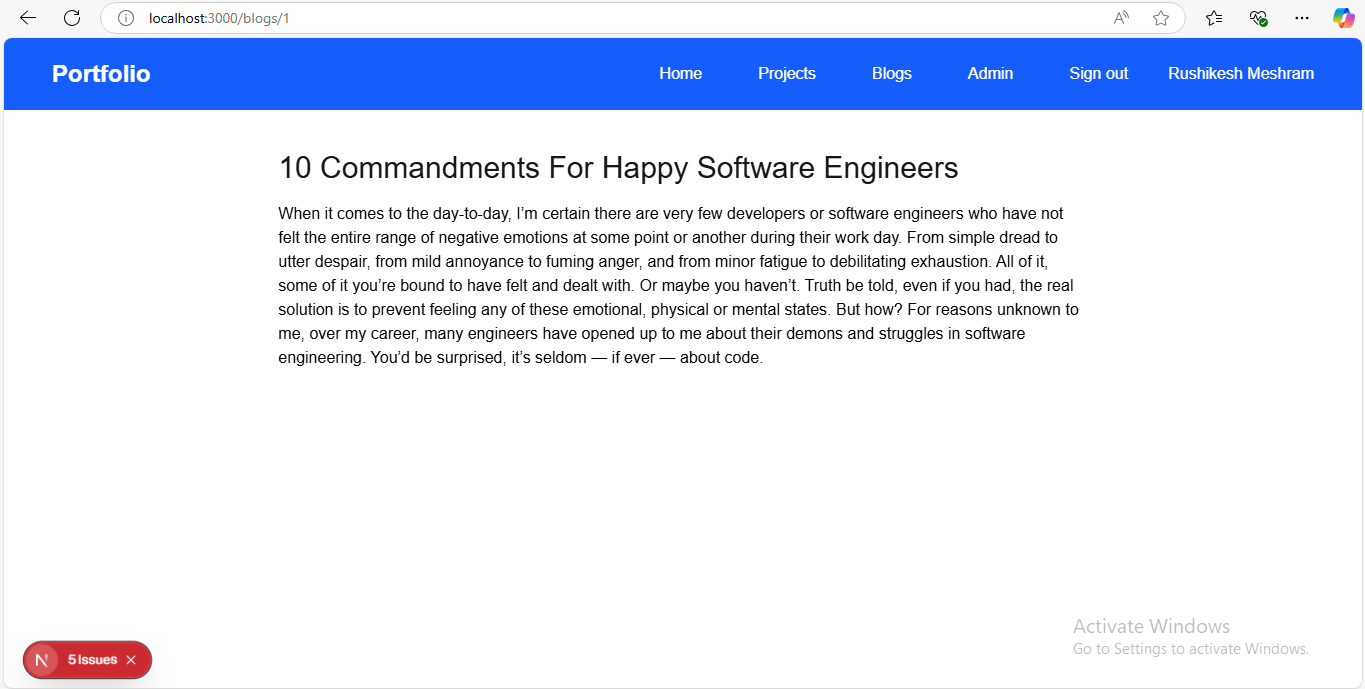 localhost:3000/blogs/1
Portfolio
Home
Projects
Blogs
Admin
Sign out
Rushikesh Meshram
10 Commandments For Happy Software Engineers
When it comes to the day-to-day, I’m certain there are very few developers or software engineers who have not
felt the entire range of negative emotions at some point or another during their work day. From simple dread to
utter despair, from mild annoyance to fuming anger, and from minor fatigue to debilitating exhaustion. All of it,
some of it you’re bound to have felt and dealt with. Or maybe you haven’t. Truth be told, even if you had, the real
solution is to prevent feeling any of these emotional, physical or mental states. But how? For reasons unknown to
me, over my career, many engineers have opened up to me about their demons and struggles in software
engineering. You’d be surprised, it’s seldom — if ever — about code.
Activate Windows
Go to Settings to activate Windows.
N
5 Issues